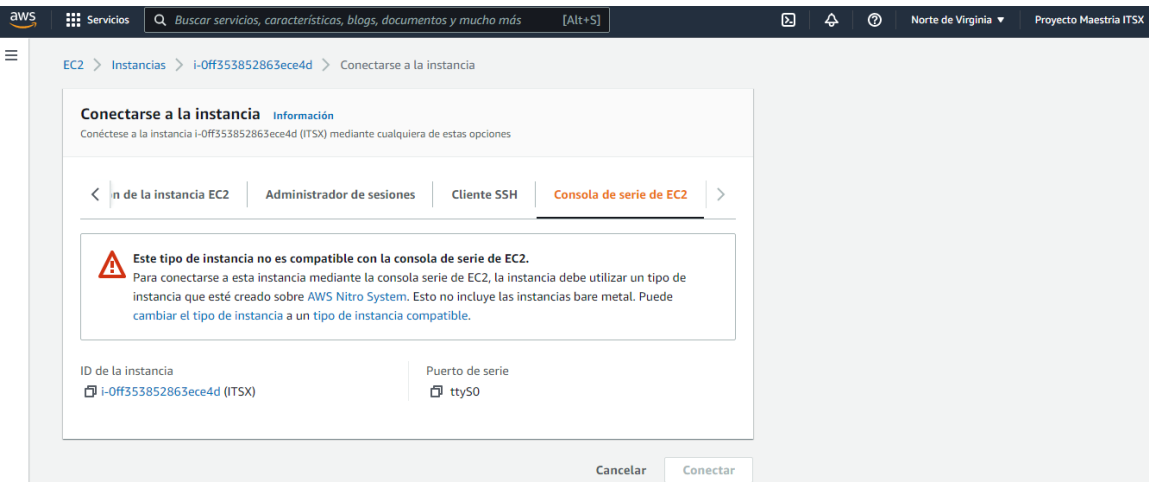 aws Servicios Buscar servicios, características, blogs, documentos y mucho más [Alt+S] Norte de Virginia ▼ Proyecto Maestria ITSX
EC2 > Instancias > i-0ff353852863ece4d > Conectarse a la instancia
Conectarse a la instancia Información
Conéctese a la instancia i-0ff353852863ece4d (ITSX) mediante cualquiera de estas opciones
n de la instancia EC2 Administrador de sesiones Cliente SSH Consola de serie de EC2
Este tipo de instancia no es compatible con la consola de serie de EC2.
Para conectarse a esta instancia mediante la consola serie de EC2, la instancia debe utilizar un tipo de
instancia que esté creado sobre AWS Nitro System. Esto no incluye las instancias bare metal. Puede
cambiar el tipo de instancia a un tipo de instancia compatible.
ID de la instancia Puerto de serie
i-0ff353852863ece4d (ITSX) ttyS0
Cancelar Conectar